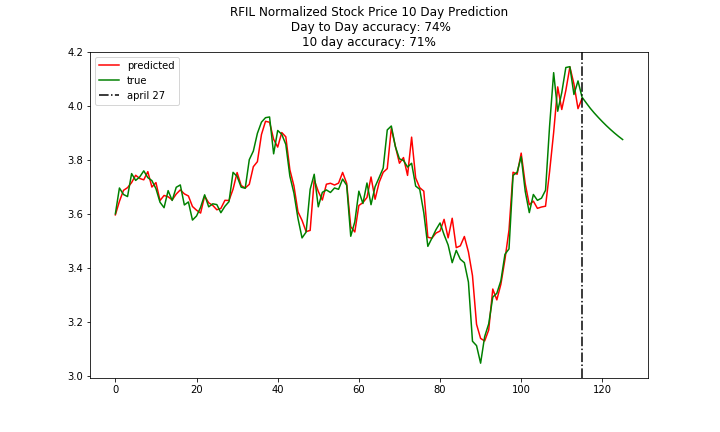 RFIL Normalized Stock Price 10 Day Prediction
Day to Day accuracy: 74%
10 day accuracy: 71%
predicted
true
april 27
4.2
4.0
3.8
3.6
3.4
3.2
3.0
0 20 40 60 80 100 120